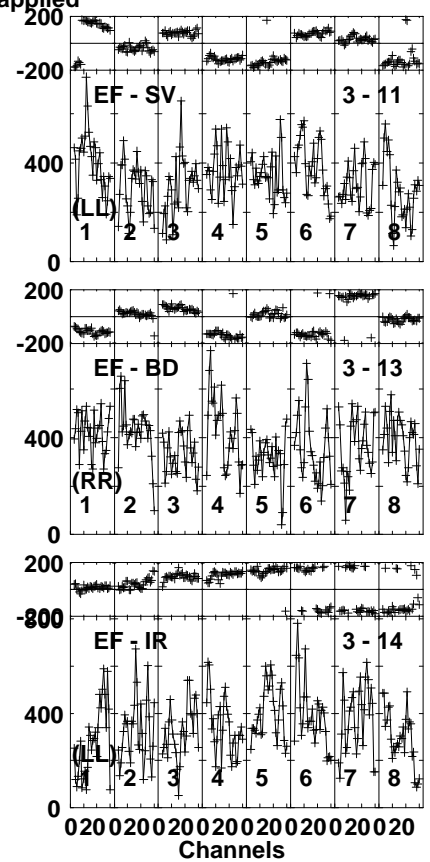 applied
200
-200
EF - SV 3 - 11
400
(LL)
1 2 3 4 5 6 7 8
0
200
-200
EF - BD 3 - 13
400
(RR)
1 2 3 4 5 6 7 8
0
200
-200
800
EF - IR 3 - 14
400
(LL)
1 2 3 4 5 6 7 8
0
0 20 0 20 0 20 0 20 0 20 0 20 0 20 0 20
Channels